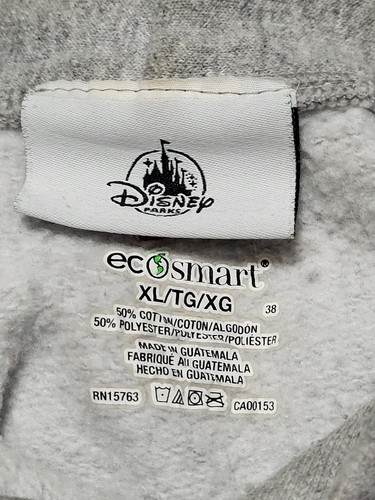 Disney
PARKS
ecosmart®
XL/TG/XG
38
50% COTTON/COTON/ALGODÓN
50% POLYESTER/POLYESTER/POLIÉSTER
MADE IN GUATEMALA
FABRIQUÉ AU GUATEMALA
HECHO EN GUATEMALA
RN15763
CA00153